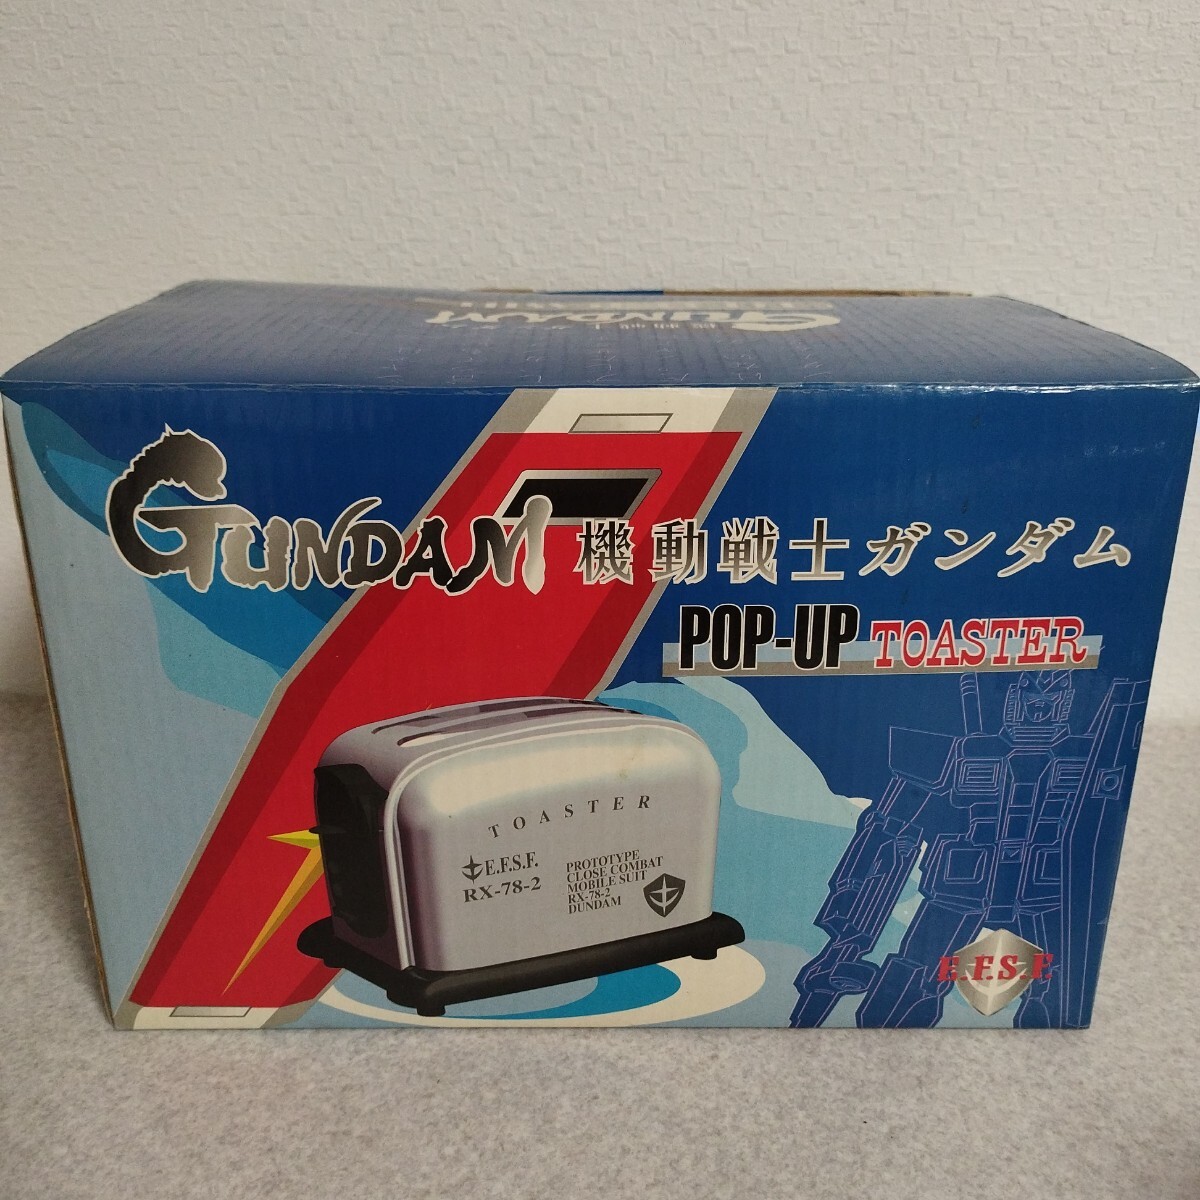 GUNDAM
GUNDAM 機動戦士ガンダム
POP-UP TOASTER
TOASTER
E.F.S.F.
RX-78-2
PROTOTYPE
CLOSE COMBAT
MOBILE SUIT
RX-78-2
DUNDAM
E.F.S.F.